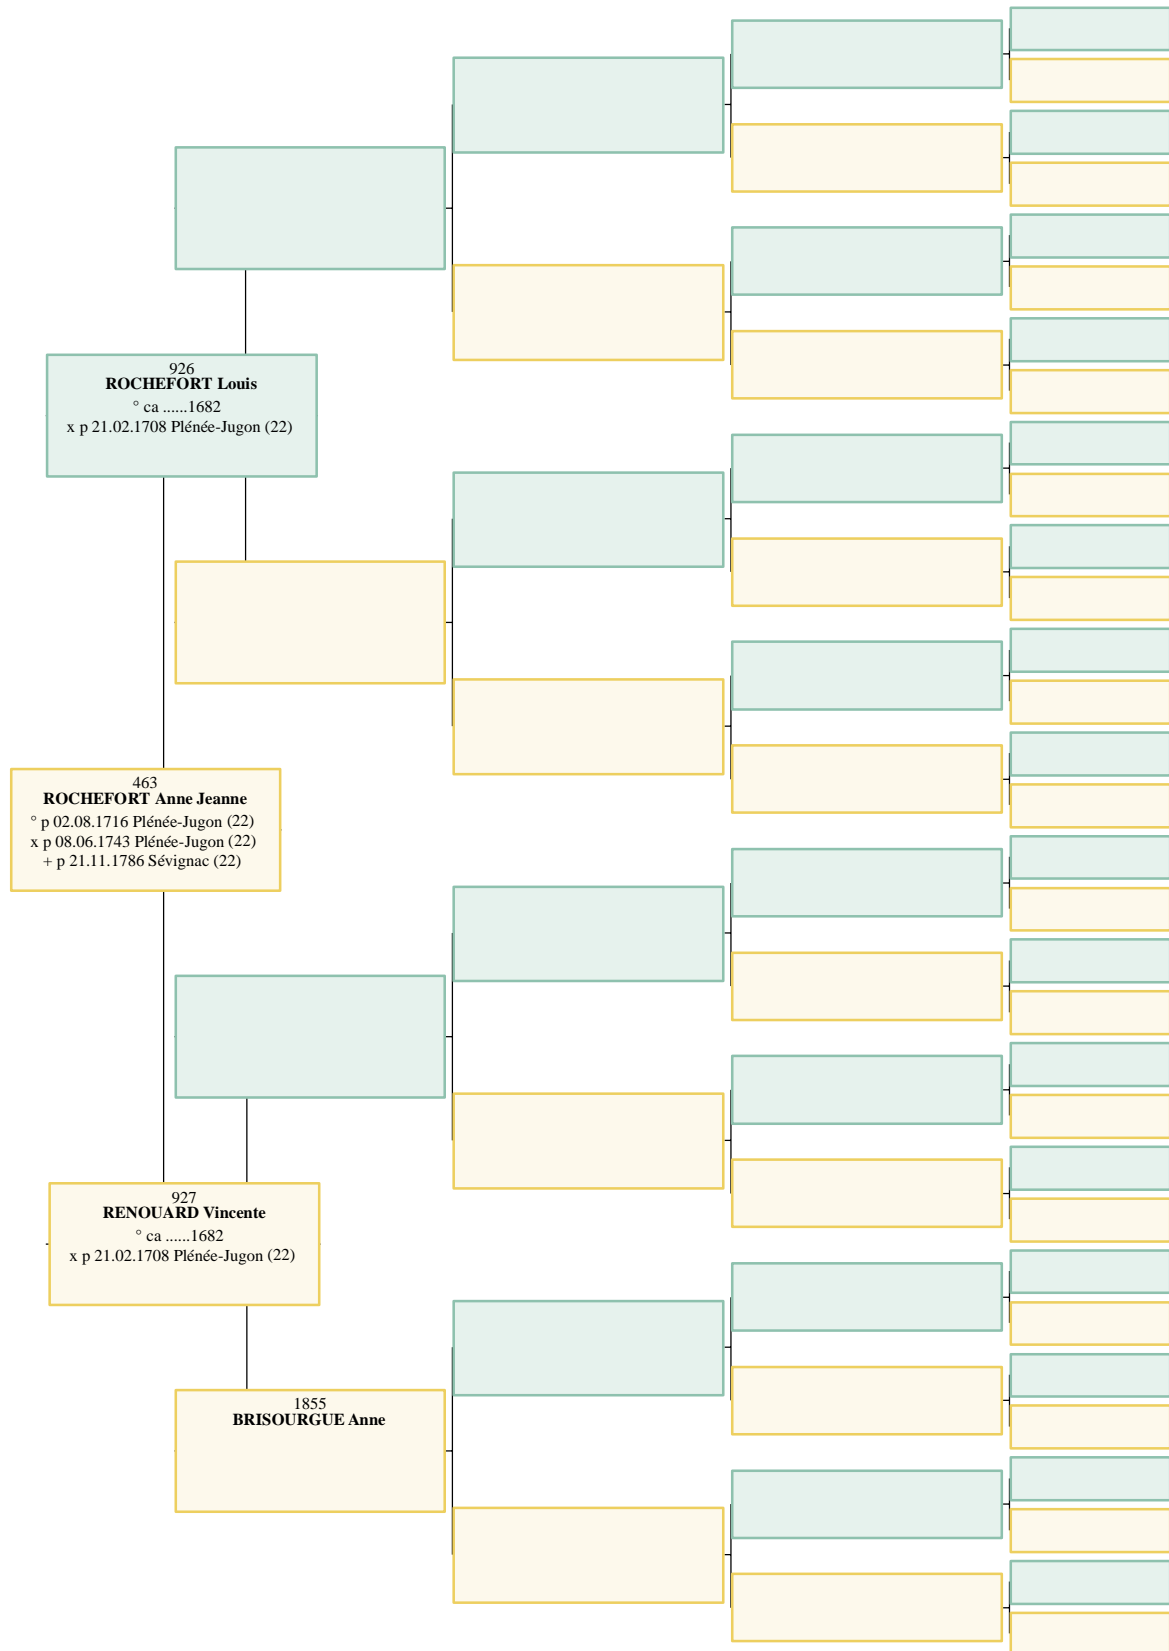 926
ROCHEFORT Louis
° ca ......1682
x p 21.02.1708 Plénée-Jugon (22)
463
ROCHEFORT Anne Jeanne
° p 02.08.1716 Plénée-Jugon (22)
x p 08.06.1743 Plénée-Jugon (22)
+ p 21.11.1786 Sévignac (22)
927
RENOUARD Vincente
° ca ......1682
x p 21.02.1708 Plénée-Jugon (22)
1855
BRISOURGUE Anne